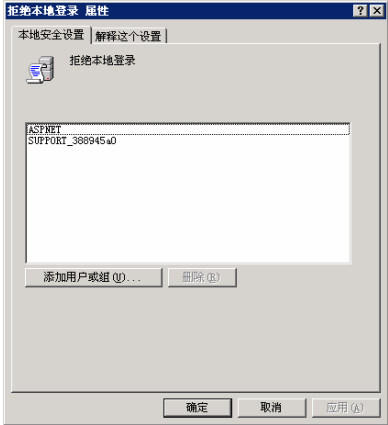 拒绝本地登录 属性
本地安全设置 解释这个设置
拒绝本地登录
ASPNET
SUPPORT_388945a0
添加用户或组(U)... 删除(R)
确定 取消 应用(A)